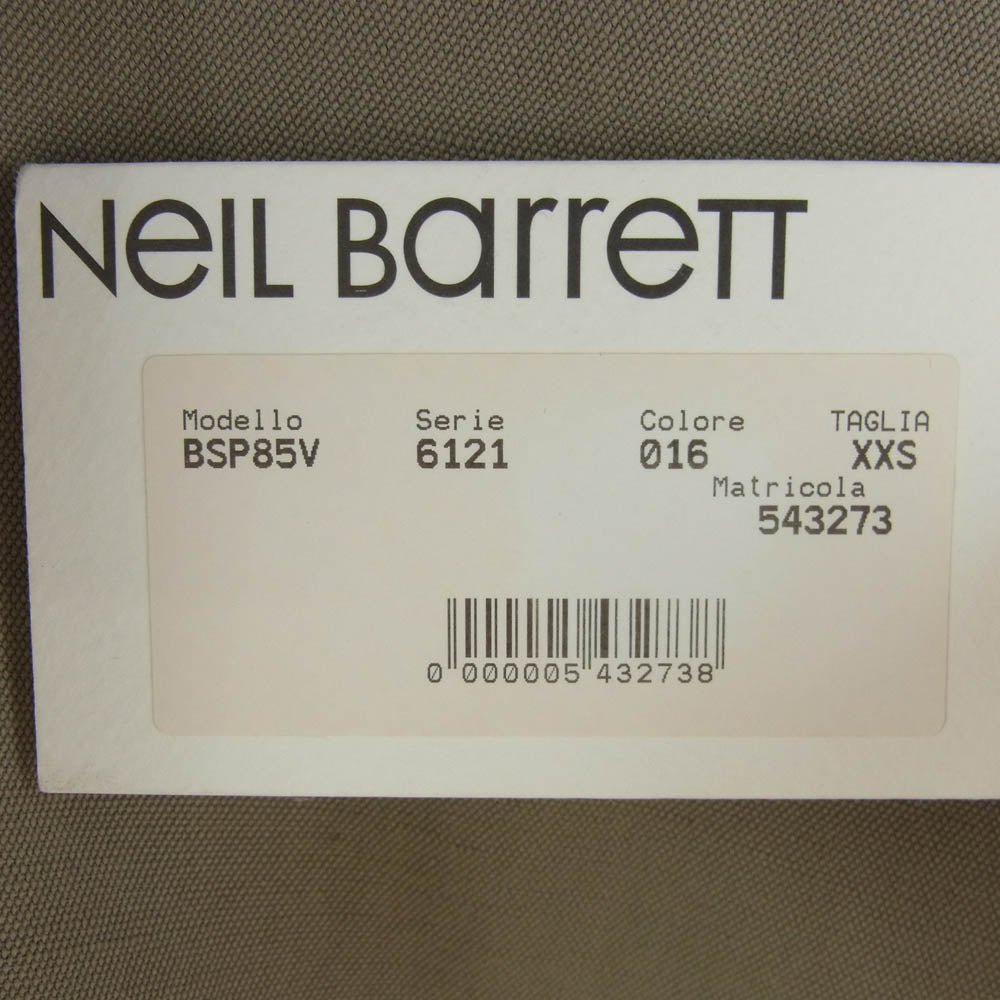 NeIL Barrett
Modello Serie Colore TAGLIA
BSP85V 6121 016 XXS
Matricola
543273
0 000005 432738